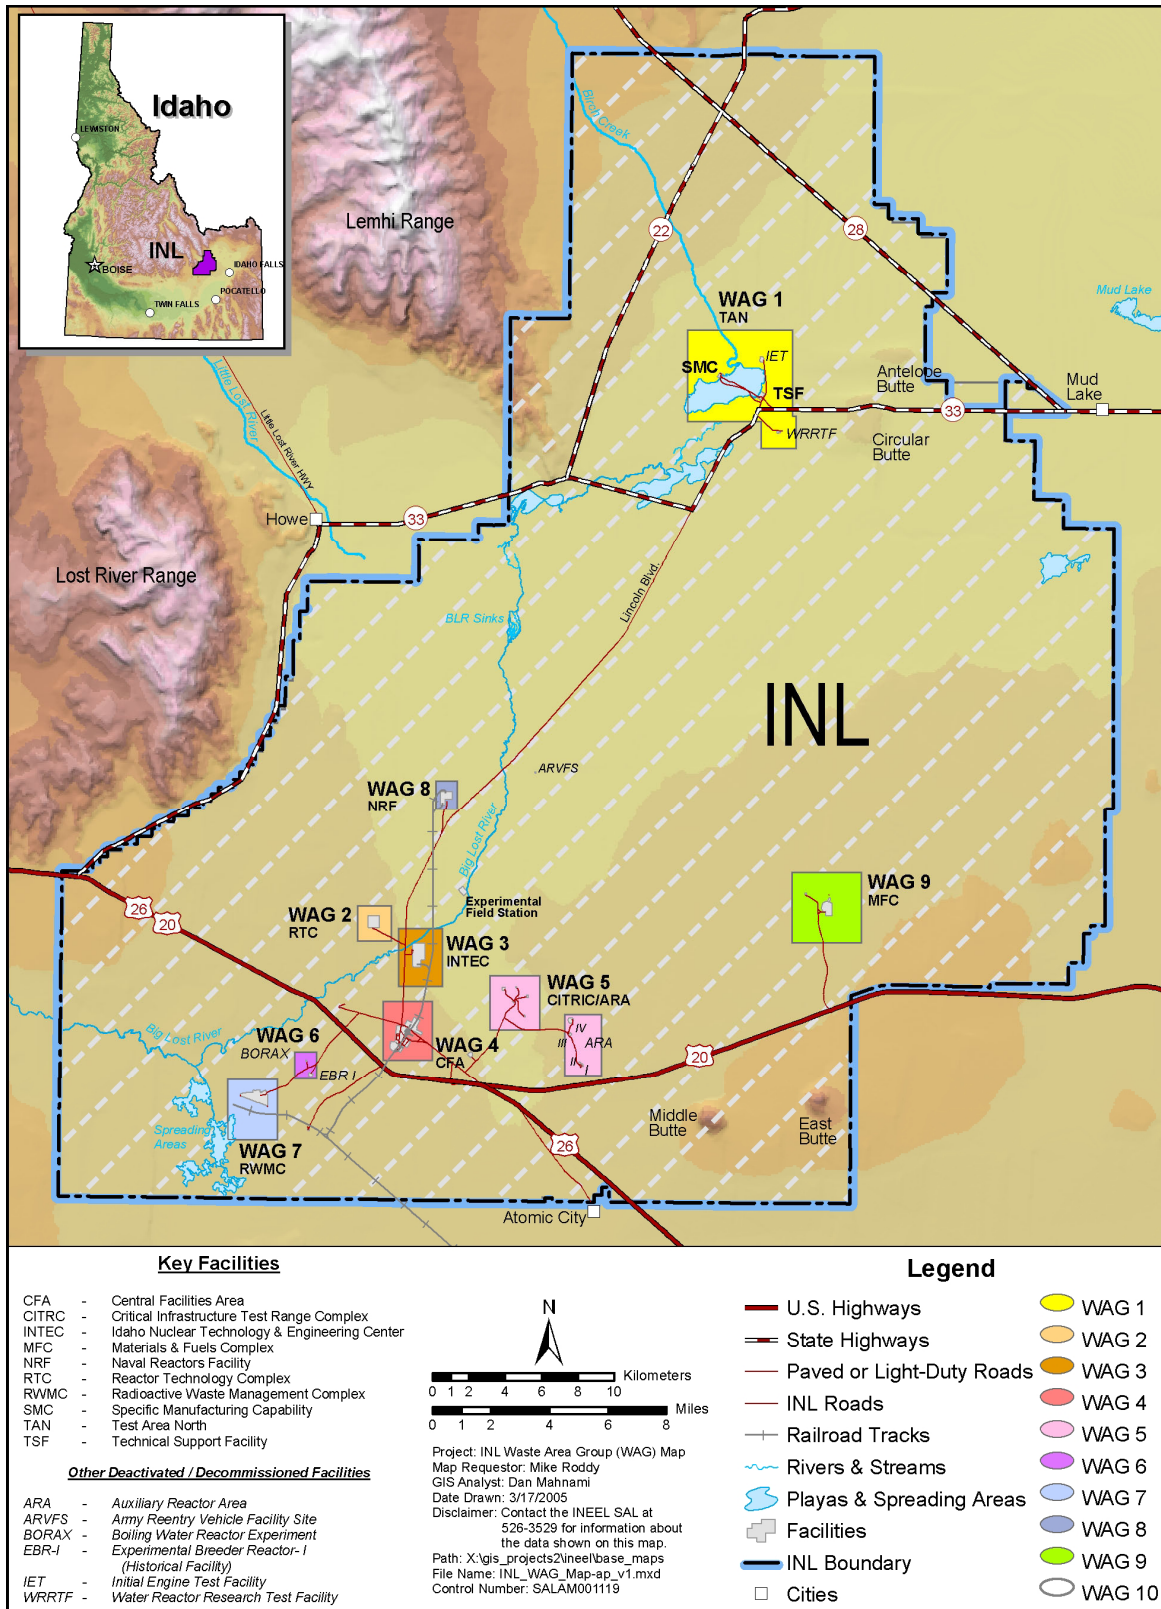 Idaho
LEWISTON
INL
BOISE
IDAHO FALLS
POCATELLO
TWIN FALLS
Birch Creek
Lemhi Range
22
28
Mud Lake
WAG 1
TAN
SMC
IET
TSF
WRRTF
Antelope
Butte
Mud
Lake
33
Circular
Butte
Little Lost River
Little Lost River HWY
Howe
33
Lost River Range
Lincoln Blvd.
BLR Sinks
INL
ARVFS
WAG 8
NRF
Big Lost River
Experimental
Field Station
WAG 9
MFC
26
20
WAG 2
RTC
WAG 3
INTEC
WAG 5
CITRIC/ARA
IV
III
ARA
II
I
Big Lost River
WAG 6
BORAX
EBR I
WAG 4
CFA
20
Middle
Butte
East
Butte
Spreading
Areas
WAG 7
RWMC
26
Atomic City
Key Facilities
CFA - Central Facilities Area
CITRC - Critical Infrastructure Test Range Complex
INTEC - Idaho Nuclear Technology & Engineering Center
MFC - Materials & Fuels Complex
NRF - Naval Reactors Facility
RTC - Reactor Technology Complex
RWMC - Radioactive Waste Management Complex
SMC - Specific Manufacturing Capability
TAN - Test Area North
TSF - Technical Support Facility
Other Deactivated / Decommissioned Facilities
ARA - Auxiliary Reactor Area
ARVFS - Army Reentry Vehicle Facility Site
BORAX - Boiling Water Reactor Experiment
EBR-I - Experimental Breeder Reactor- I
(Historical Facility)
IET - Initial Engine Test Facility
WRRTF - Water Reactor Research Test Facility
N
Kilometers
0 1 2 4 6 8 10
Miles
0 1 2 4 6 8
Project: INL Waste Area Group (WAG) Map
Map Requestor: Mike Roddy
GIS Analyst: Dan Mahnami
Date Drawn: 3/17/2005
Disclaimer: Contact the INEEL SAL at
526-3529 for information about
the data shown on this map.
Path: X:\gis_projects2\ineel\base_maps
File Name: INL_WAG_Map-ap_v1.mxd
Control Number: SALAM001119
Legend
U.S. Highways
State Highways
Paved or Light-Duty Roads
INL Roads
Railroad Tracks
Rivers & Streams
Playas & Spreading Areas
Facilities
INL Boundary
Cities
WAG 1
WAG 2
WAG 3
WAG 4
WAG 5
WAG 6
WAG 7
WAG 8
WAG 9
WAG 10